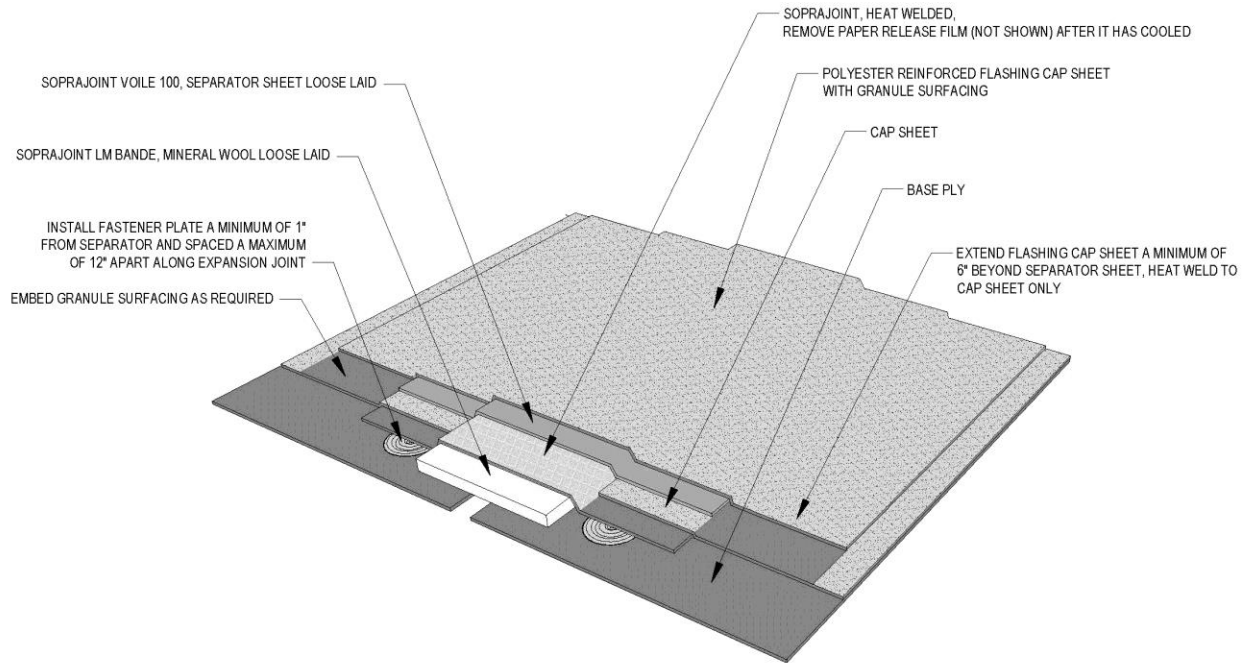 SOPRAJOINT, HEAT WELDED,
REMOVE PAPER RELEASE FILM (NOT SHOWN) AFTER IT HAS COOLED
SOPRAJOINT VOILE 100, SEPARATOR SHEET LOOSE LAID
POLYESTER REINFORCED FLASHING CAP SHEET
WITH GRANULE SURFACING
CAP SHEET
SOPRAJOINT LM BANDE, MINERAL WOOL LOOSE LAID
BASE PLY
INSTALL FASTENER PLATE A MINIMUM OF 1"
FROM SEPARATOR AND SPACED A MAXIMUM
OF 12" APART ALONG EXPANSION JOINT
EXTEND FLASHING CAP SHEET A MINIMUM OF
6" BEYOND SEPARATOR SHEET, HEAT WELD TO
CAP SHEET ONLY
EMBED GRANULE SURFACING AS REQUIRED